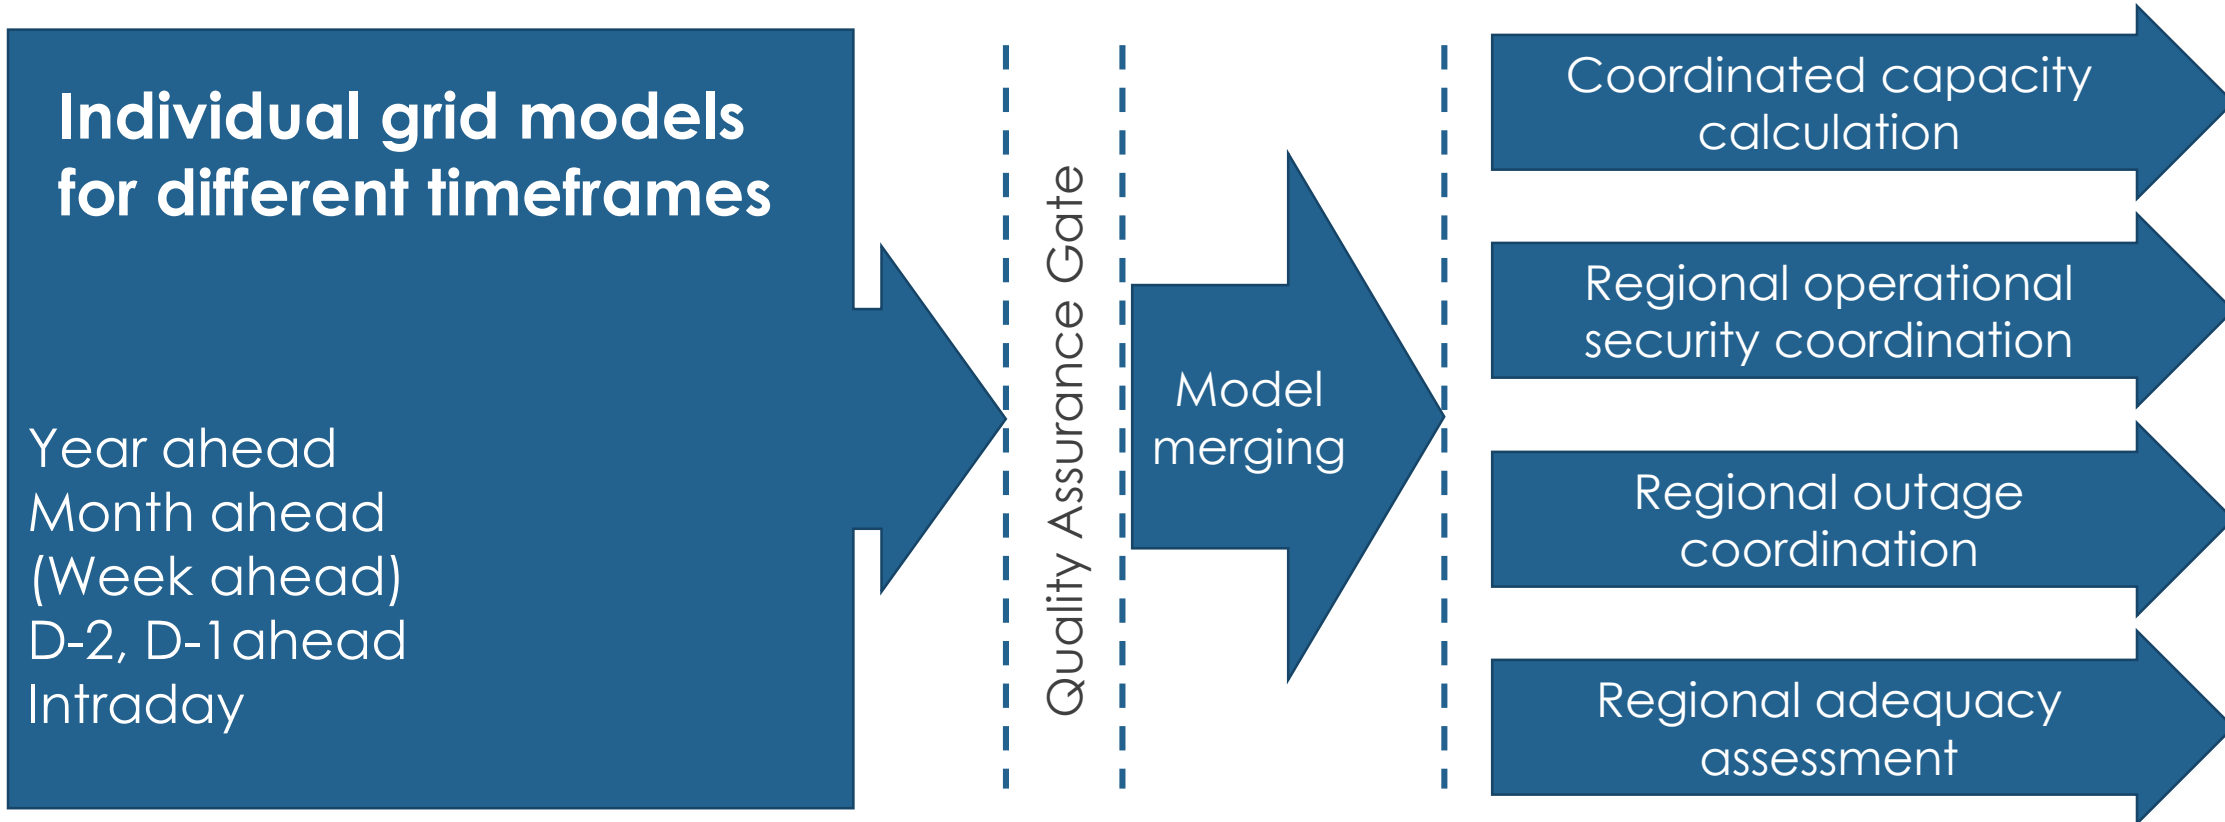 Individual grid models
for different timeframes
Year ahead
Month ahead
(Week ahead)
D-2, D-1ahead
Intraday
Quality Assurance Gate
Model
merging
Coordinated capacity
calculation
Regional operational
security coordination
Regional outage
coordination
Regional adequacy
assessment